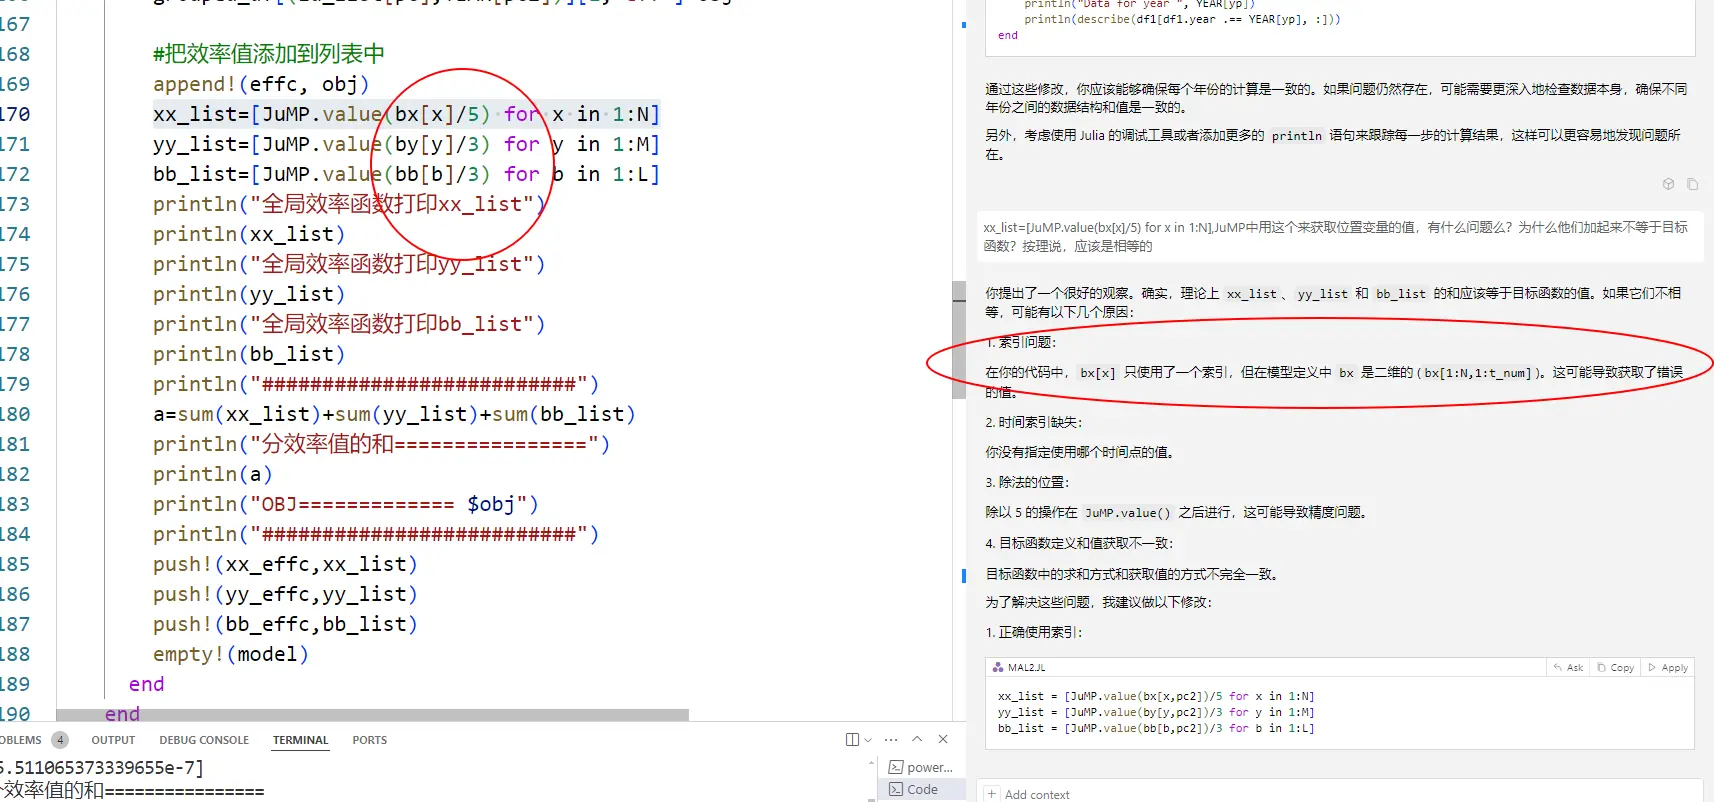 167
168 #把效率值添加到列表中
169 append!(effc, obj)
170 xx_list=[JuMP.value(bx[x]/5) for x in 1:N]
171 yy_list=[JuMP.value(by[y]/3) for y in 1:M]
172 bb_list=[JuMP.value(bb[b]/3) for b in 1:L]
173 println("全局效率函数打印xx_list")
174 println(xx_list)
175 println("全局效率函数打印yy_list")
176 println(yy_list)
177 println("全局效率函数打印bb_list")
178 println(bb_list)
179 println("##########################")
180 a=sum(xx_list)+sum(yy_list)+sum(bb_list)
181 println("分效率值的和================")
182 println(a)
183 println("OBJ============= $obj")
184 println("##########################")
185 push!(xx_effc,xx_list)
186 push!(yy_effc,yy_list)
187 push!(bb_effc,bb_list)
188 empty!(model)
189 end
190 end
OBLEMS 4 OUTPUT DEBUG CONSOLE TERMINAL PORTS
5.511065373339655e-7]
效率值的和================
power...
Code
println("Data for year ", YEAR[yp])
println(describe(df1[df1.year .== YEAR[yp], :]))
end
通过这些修改，你应该能够确保每个年份的计算是一致的。如果问题仍然存在，可能需要更深入地检查数据本身，确保不同
年份之间的数据结构和值是一致的。
另外，考虑使用 Julia 的调试工具或者添加更多的 println 语句来跟踪每一步的计算结果，这样可以更容易地发现问题所
在。
xx_list=[JuMP.value(bx[x]/5) for x in 1:N],JuMP中用这个来获取位置变量的值，有什么问题么？为什么他们加起来不等于目标
函数？按理说，应该是相等的
你提出了一个很好的观察。确实，理论上 xx_list 、 yy_list 和 bb_list 的和应该等于目标函数的值。如果它们不相
等，可能有以下几个原因：
1. 索引问题：
在你的代码中， bx[x] 只使用了一个索引，但在模型定义中 bx 是二维的 ( bx[1:N,1:t_num] )。这可能导致获取了错误
的值。
2. 时间索引缺失：
你没有指定使用哪个时间点的值。
3. 除法的位置：
除以 5 的操作在 JuMP.value() 之后进行，这可能导致精度问题。
4. 目标函数定义和值获取不一致：
目标函数中的求和方式和获取值的方式不完全一致。
为了解决这些问题，我建议做以下修改：
1. 正确使用索引：
MAL2.JL Ask Copy Apply
xx_list = [JuMP.value(bx[x,pc2])/5 for x in 1:N]
yy_list = [JuMP.value(by[y,pc2])/3 for y in 1:M]
bb_list = [JuMP.value(bb[b,pc2])/3 for b in 1:L]
+ Add context